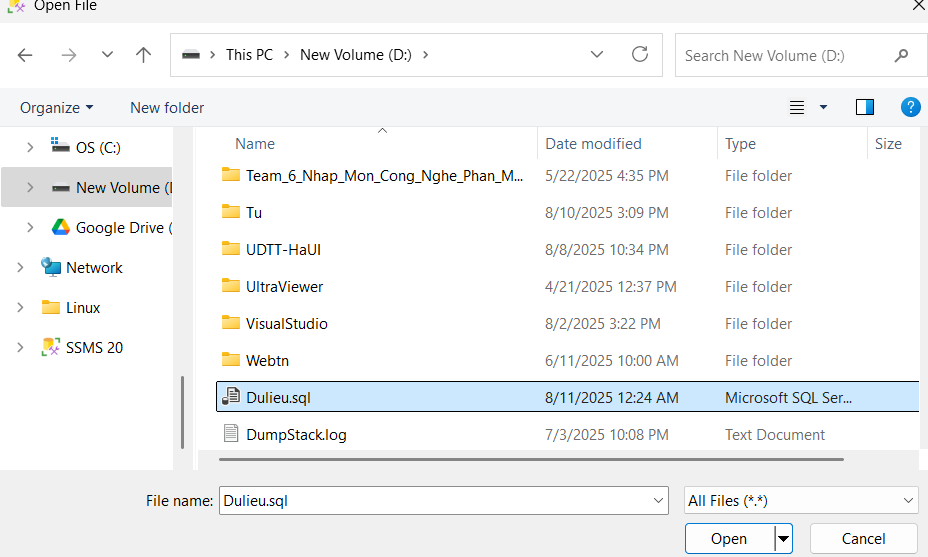 Open File
This PC > New Volume (D:) >
Search New Volume (D:)
Organize
New folder
?
OS (C:)
New Volume (D
Google Drive (
Network
Linux
SSMS 20
Name Date modified Type Size
Team_6_Nhap_Mon_Cong_Nghe_Phan_M... 5/22/2025 4:35 PM File folder
Tu 8/10/2025 3:09 PM File folder
UDTT-HaUI 8/8/2025 10:34 PM File folder
UltraViewer 4/21/2025 12:37 PM File folder
VisualStudio 8/2/2025 3:22 PM File folder
Webtn 6/11/2025 10:00 AM File folder
Dulieu.sql 8/11/2025 12:24 AM Microsoft SQL Ser...
DumpStack.log 7/3/2025 10:08 PM Text Document
File name: Dulieu.sql All Files (*.*)
Open Cancel